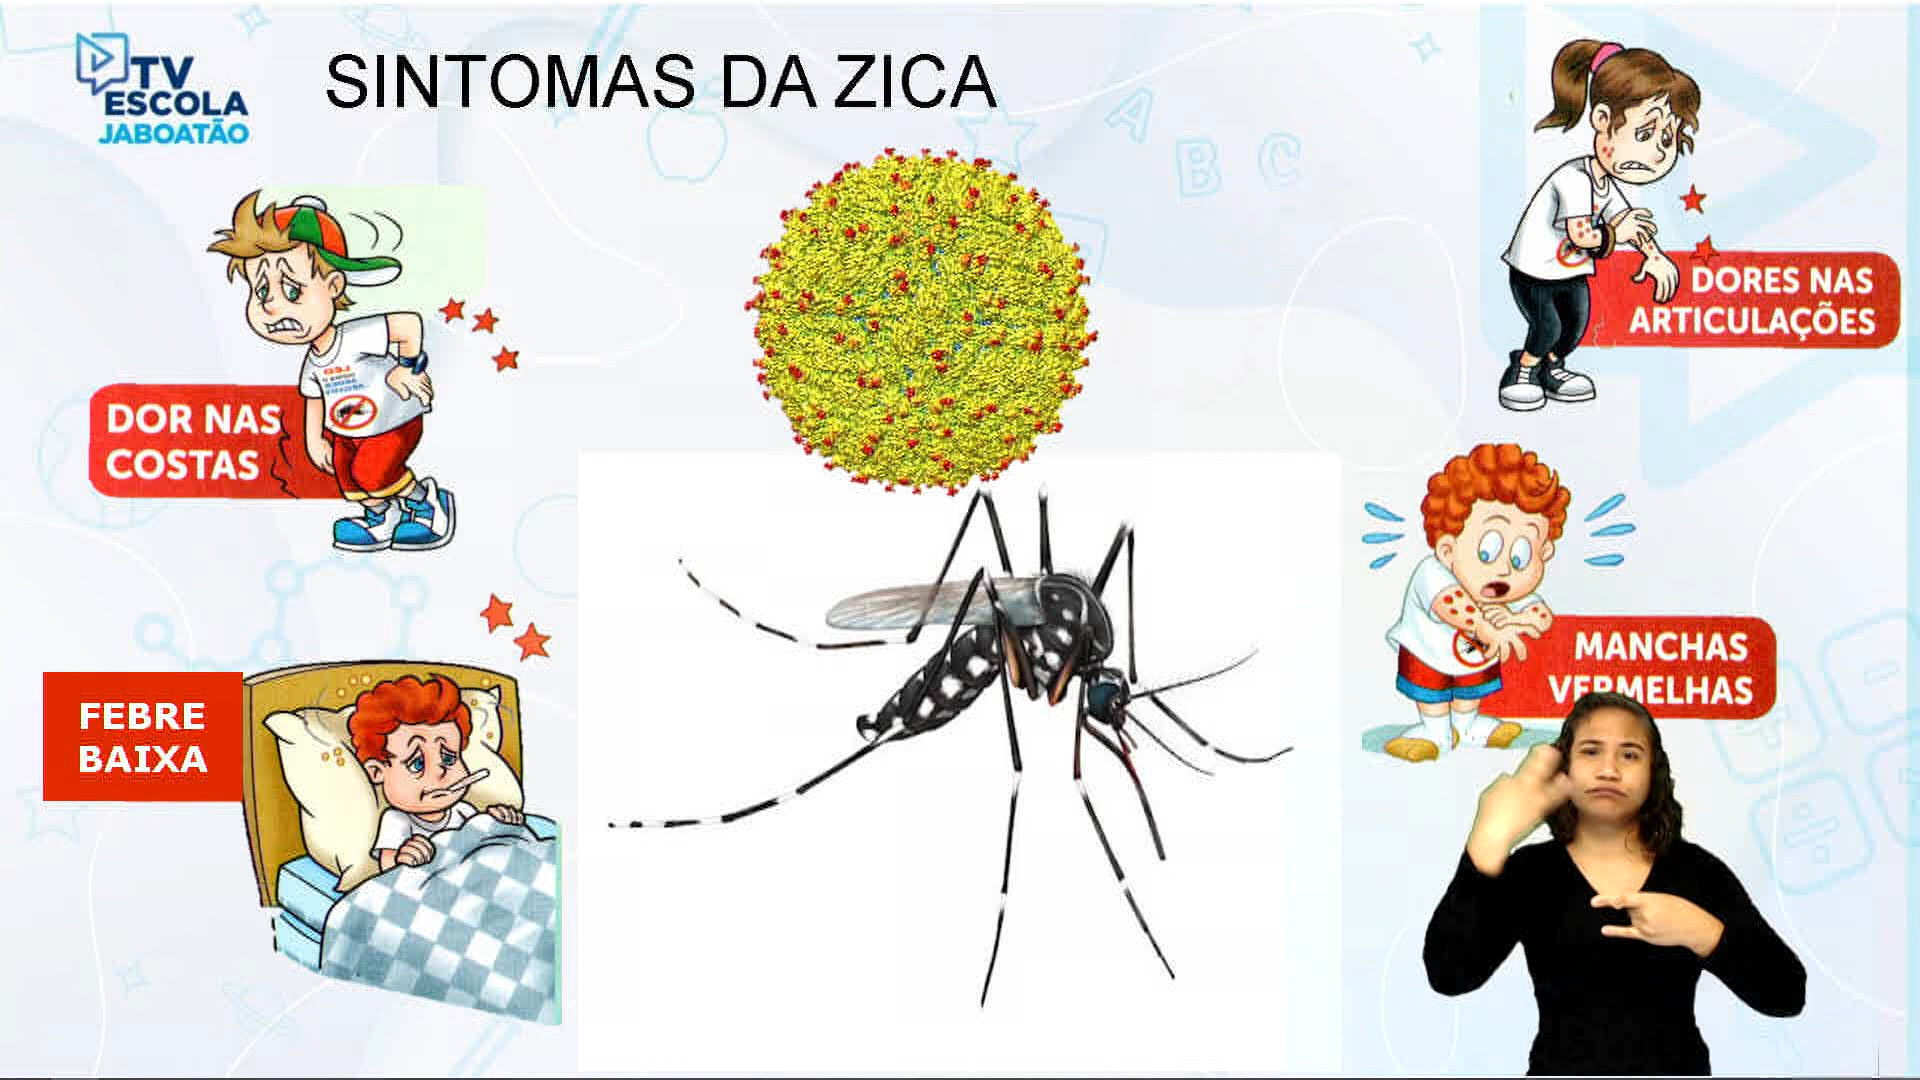 TV
ESCOLA
JABOATÃO
SINTOMAS DA ZICA
A
B C
DORES NAS
ARTICULAÇÕES
DOR NAS
COSTAS
MANCHAS
VERMELHAS
FEBRE
BAIXA